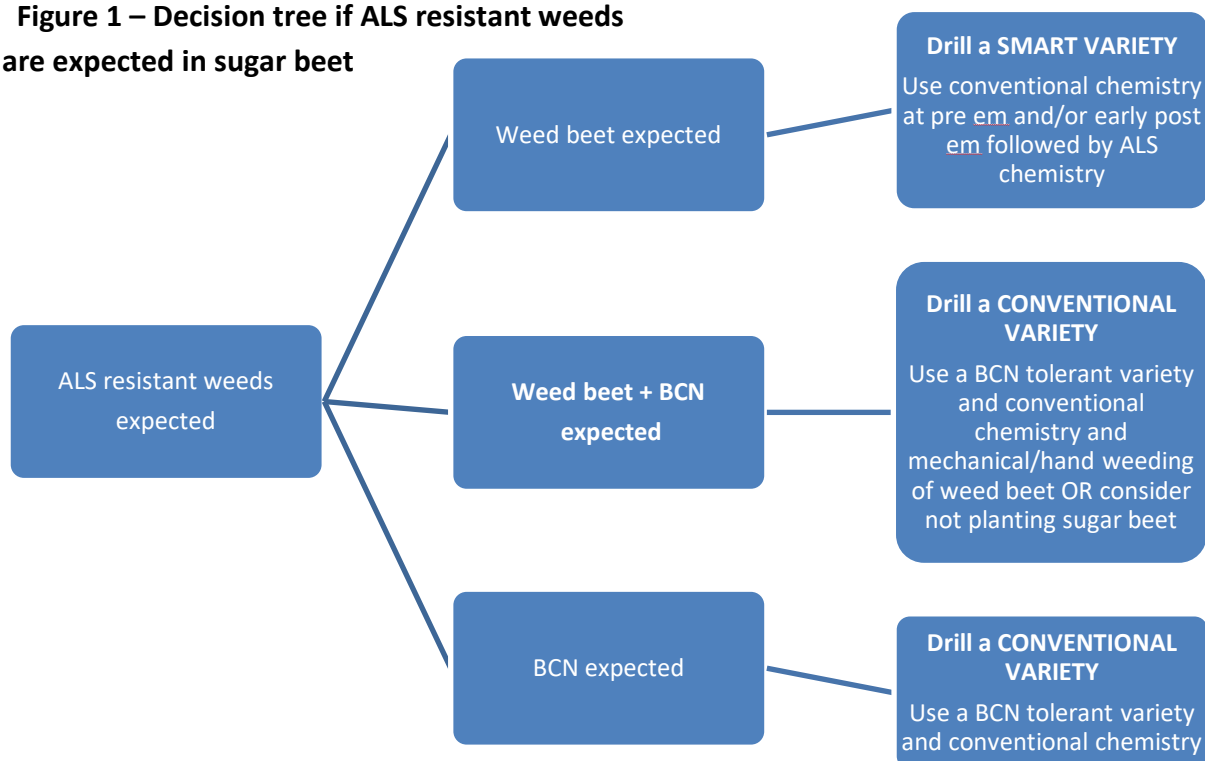 Figure 1 – Decision tree if ALS resistant weeds
are expected in sugar beet
ALS resistant weeds
expected
Weed beet expected
Drill a SMART VARIETY
Use conventional chemistry
at pre em and/or early post
em followed by ALS
chemistry
Weed beet + BCN
expected
Drill a CONVENTIONAL
VARIETY
Use a BCN tolerant variety
and conventional
chemistry and
mechanical/hand weeding
of weed beet OR consider
not planting sugar beet
BCN expected
Drill a CONVENTIONAL
VARIETY
Use a BCN tolerant variety
and conventional chemistry